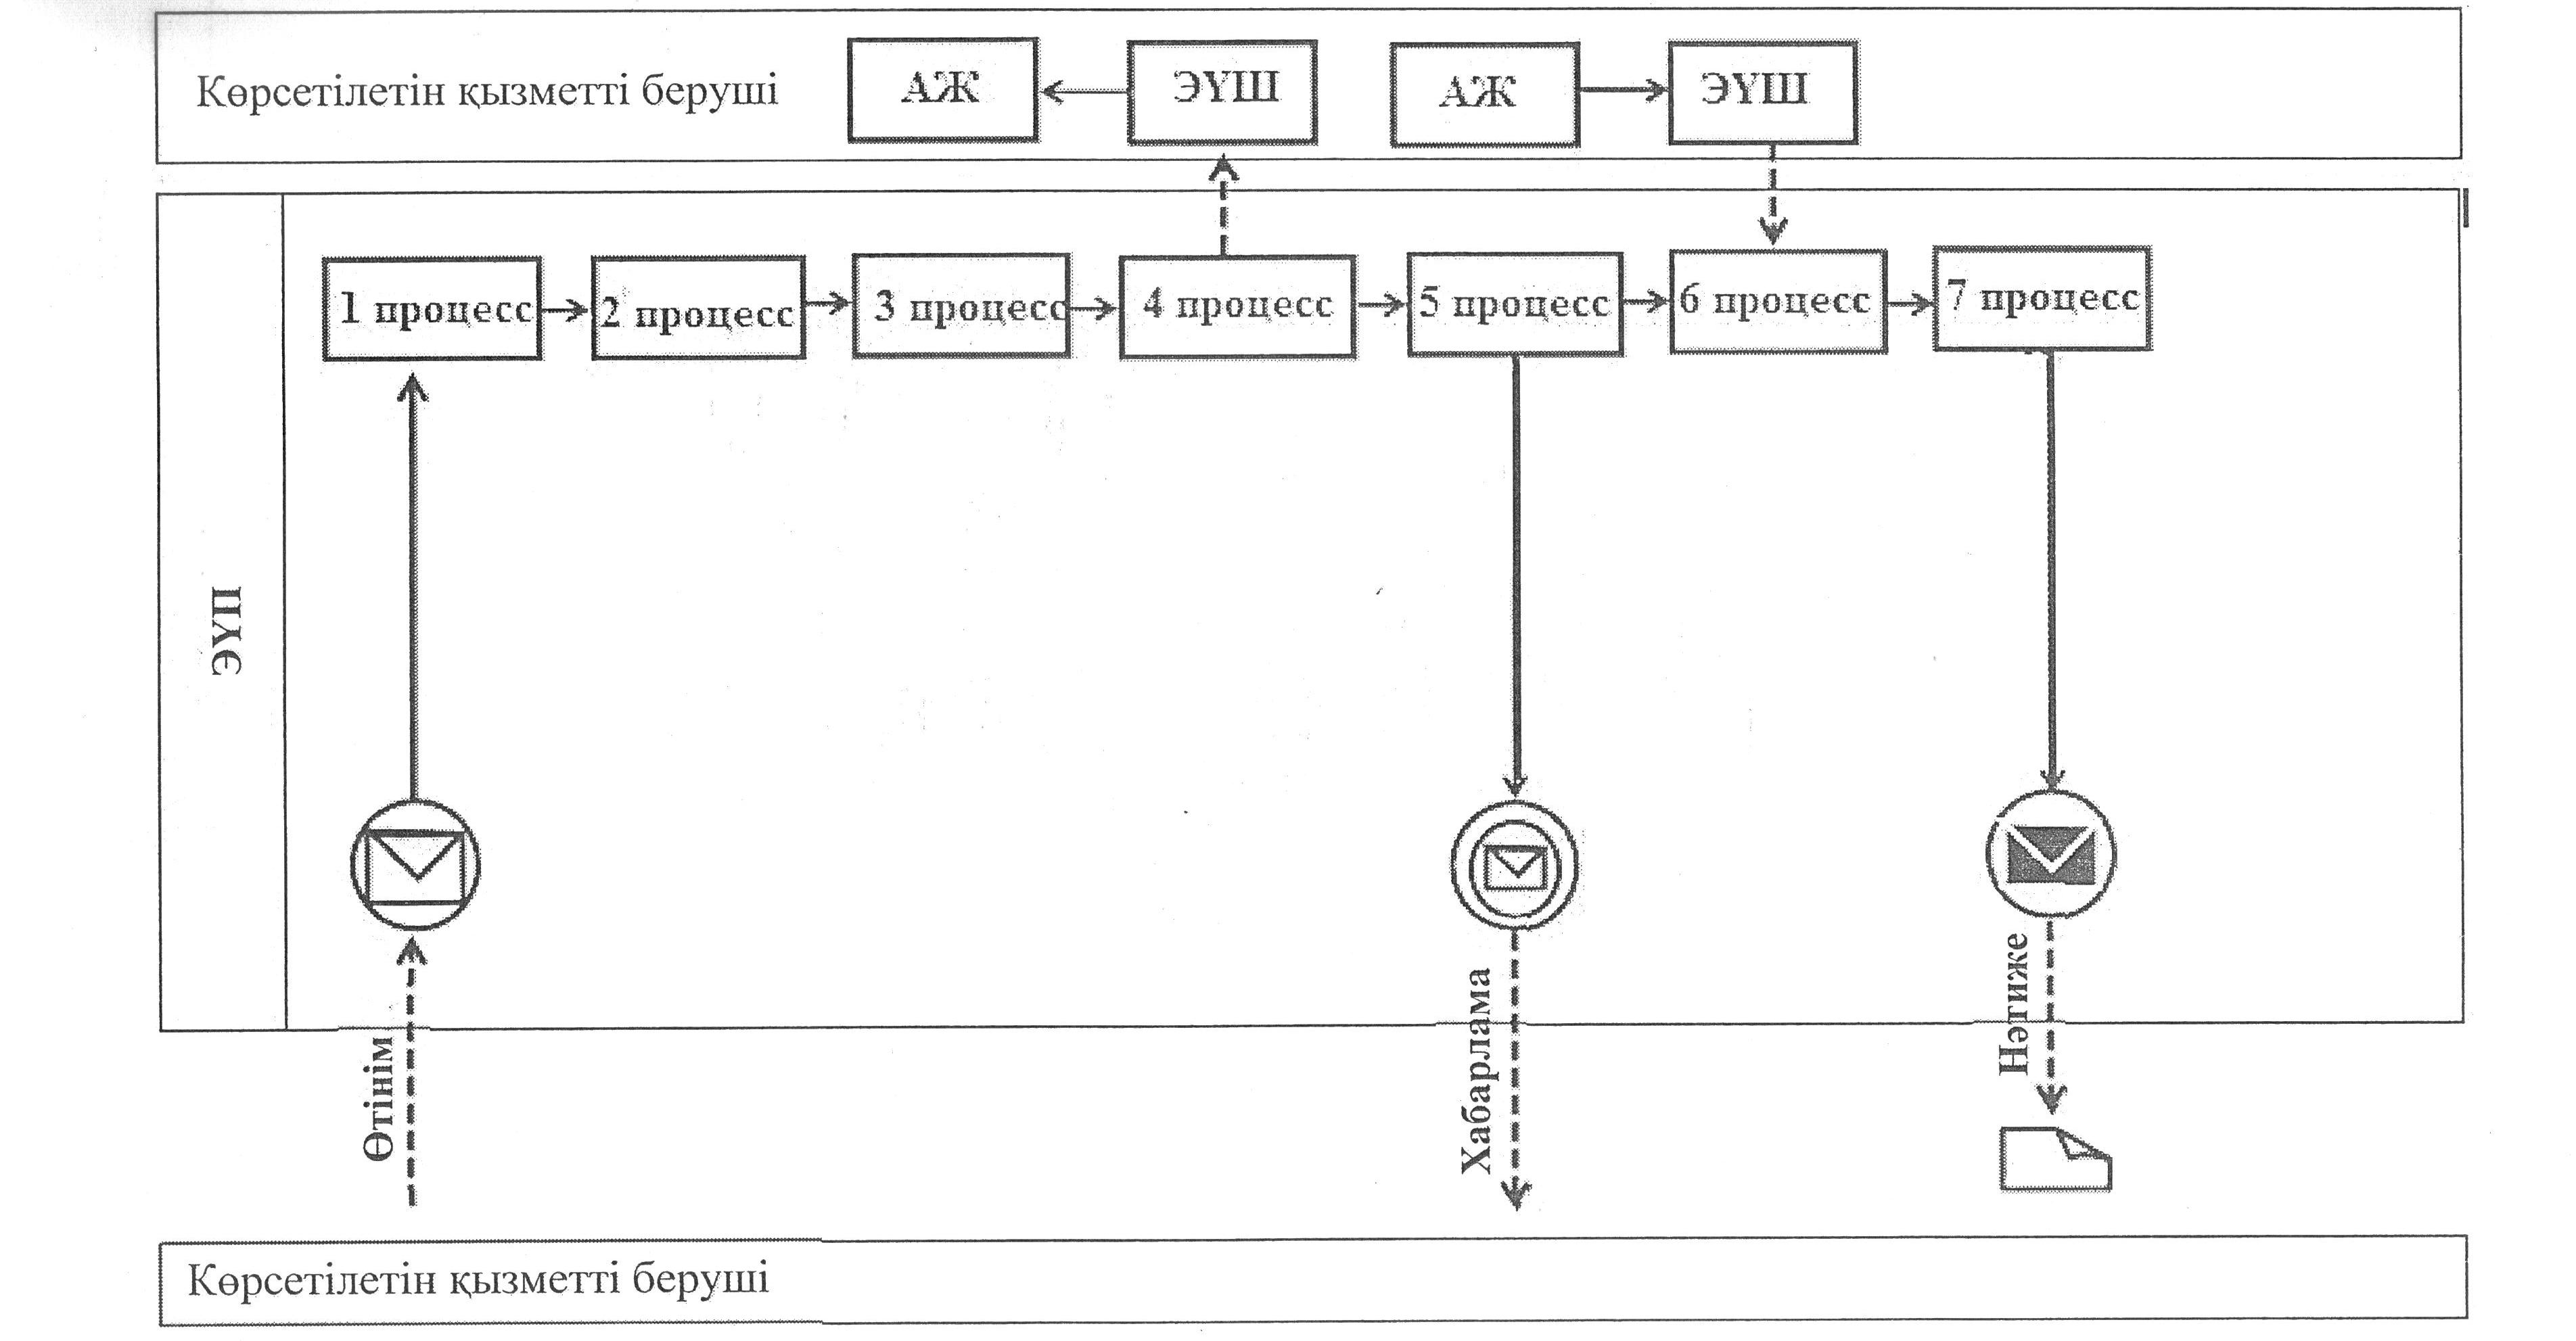 Көрсетілетін қызметті беруші
АЖ
ЭҮШ
АЖ
ЭҮШ
1 процесс
2 процесс
3 процесс
4 процесс
5 процесс
6 процесс
7 процесс
ЭҮП
Өтінім
Хабарлама
Нәтиже
Көрсетілетін қызметті беруші